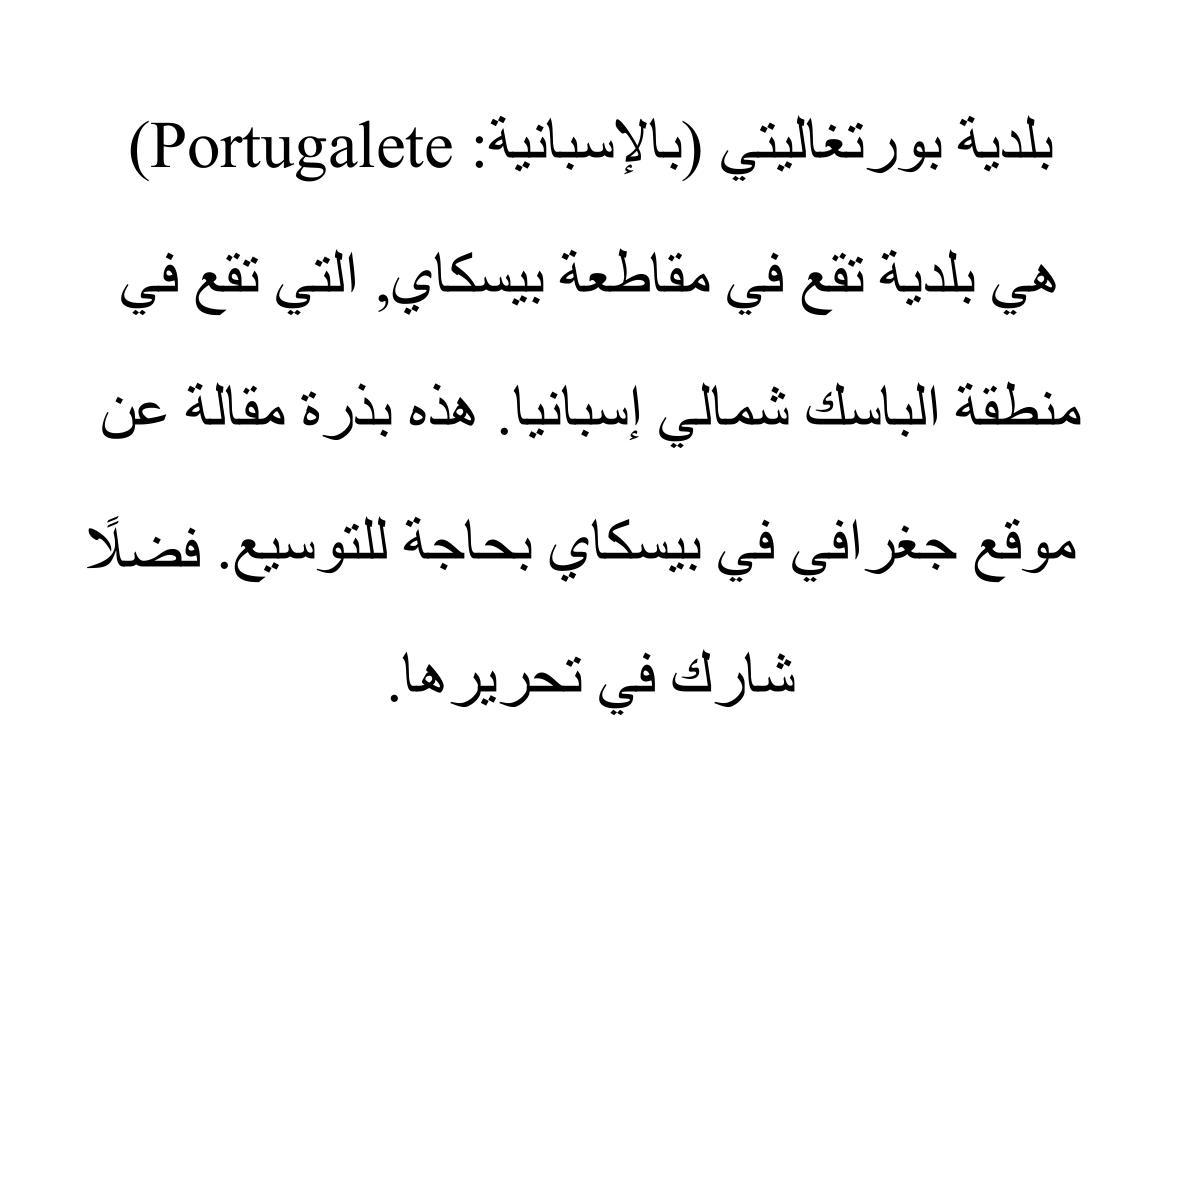 بلدية بورتغاليتي (بالإسبانية: Portugalete)
هي بلدية تقع في مقاطعة بيسكاي, التي تقع في
منطقة الباسك شمالي إسبانيا. هذه بذرة مقالة عن
موقع جغرافي في بيسكاي بحاجة للتوسيع. فضلًا
شارك في تحريرها.